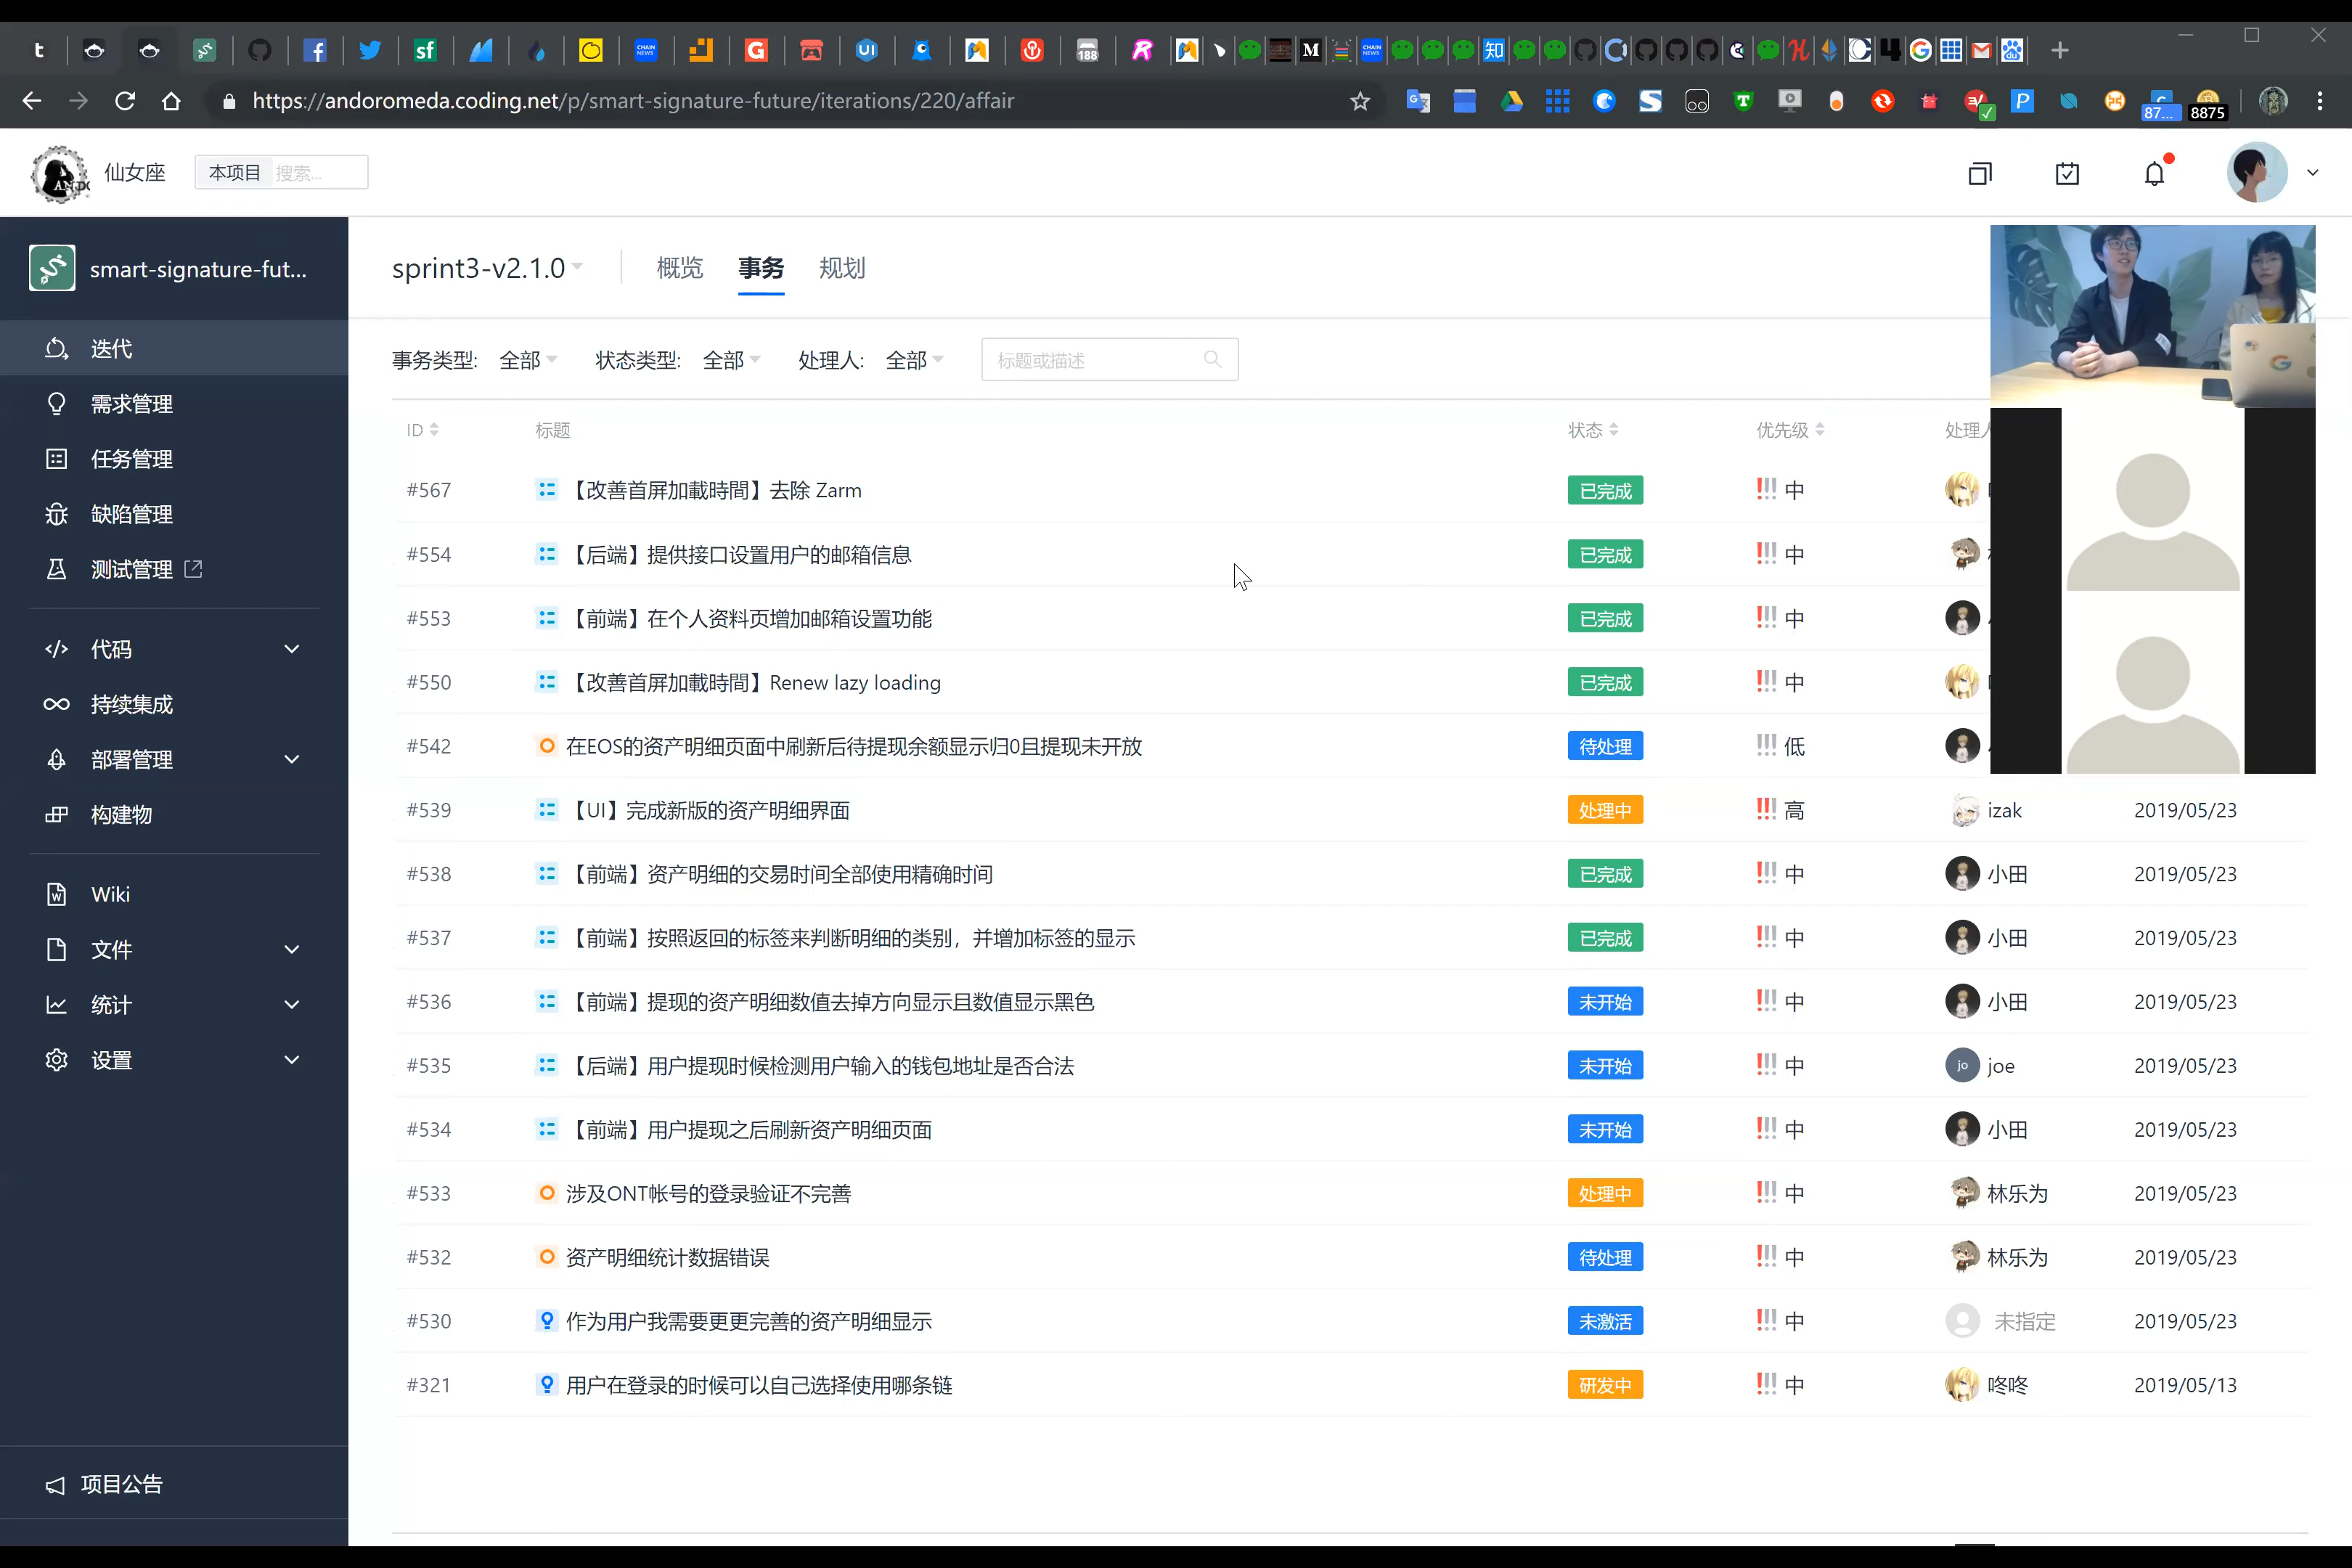 https://andoromeda.coding.net/p/smart-signature-future/iterations/220/affair
87...
8875
仙女座
本项目
搜索...
smart-signature-fut...
迭代
需求管理
任务管理
缺陷管理
测试管理
代码
持续集成
部署管理
构建物
Wiki
文件
统计
设置
项目公告
sprint3-v2.1.0 概览 事务 规划
事务类型: 全部 状态类型: 全部 处理人: 全部 标题或描述
ID 标题 状态 优先级 处理人
#567 【改善首屏加載時間】去除 Zarm 已完成 中
#554 【后端】提供接口设置用户的邮箱信息 已完成 中
#553 【前端】在个人资料页增加邮箱设置功能 已完成 中
#550 【改善首屏加載時間】Renew lazy loading 已完成 中
#542 在EOS的资产明细页面中刷新后待提现余额显示归0且提现未开放 待处理 低
#539 【UI】完成新版的资产明细界面 处理中 高 izak 2019/05/23
#538 【前端】资产明细的交易时间全部使用精确时间 已完成 中 小田 2019/05/23
#537 【前端】按照返回的标签来判断明细的类别，并增加标签的显示 已完成 中 小田 2019/05/23
#536 【前端】提现的资产明细数值去掉方向显示且数值显示黑色 未开始 中 小田 2019/05/23
#535 【后端】用户提现时候检测用户输入的钱包地址是否合法 未开始 中 jo joe 2019/05/23
#534 【前端】用户提现之后刷新资产明细页面 未开始 中 小田 2019/05/23
#533 涉及ONT帐号的登录验证不完善 处理中 中 林乐为 2019/05/23
#532 资产明细统计数据错误 待处理 中 林乐为 2019/05/23
#530 作为用户我需要更更完善的资产明细显示 未激活 中 未指定 2019/05/23
#321 用户在登录的时候可以自己选择使用哪条链 研发中 中 咚咚 2019/05/13